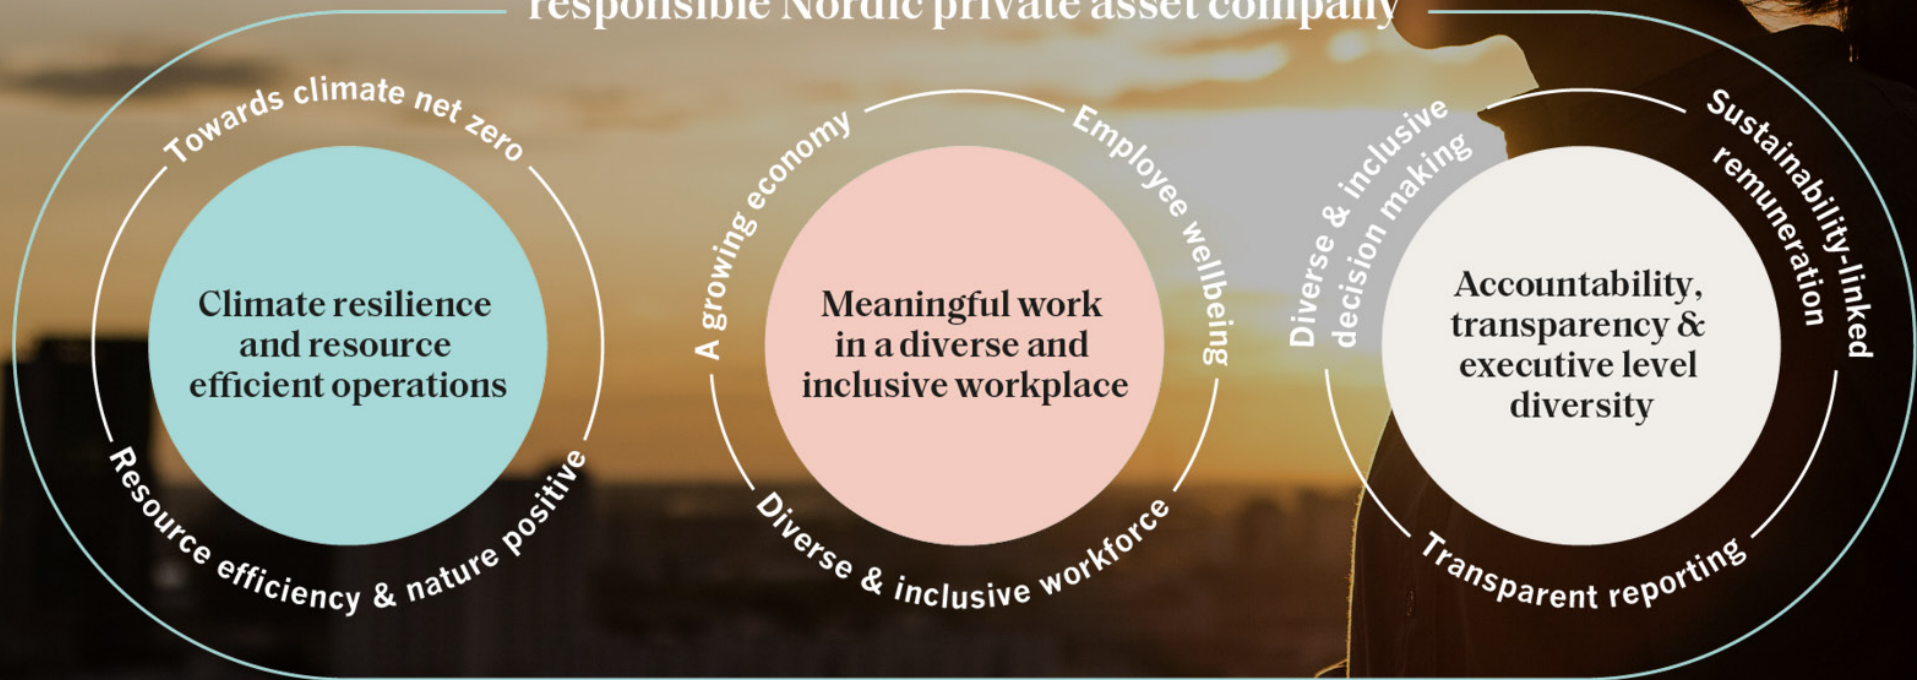 responsible Nordic private asset company
Towards climate net zero
Climate resilience
and resource
efficient operations
Resource efficiency & nature positive
A growing economy
Employee wellbeing
Meaningful work
in a diverse and
inclusive workplace
Diverse & inclusive workforce
Diverse & inclusive
decision making
Sustainability-linked
remuneration
Accountability,
transparency &
executive level
diversity
Transparent reporting